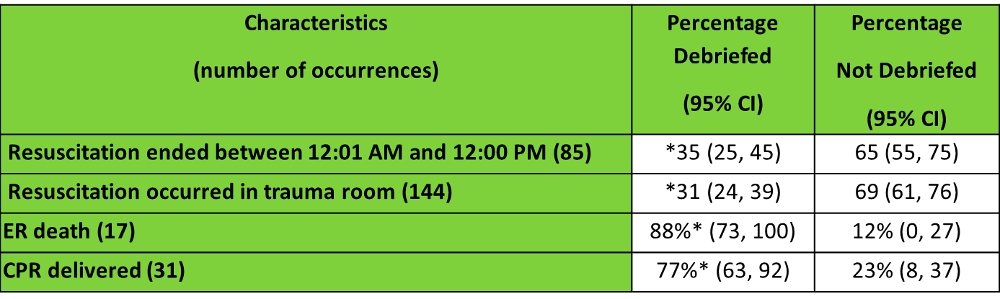 Characteristics
(number of occurrences)
Percentage
Debriefed
(95% CI)
Percentage
Not Debriefed
(95% CI)
Resuscitation ended between 12:01 AM and 12:00 PM (85)
*35 (25, 45)
65 (55, 75)
Resuscitation occurred in trauma room (144)
*31 (24, 39)
69 (61, 76)
ER death (17)
88%* (73, 100)
12% (0, 27)
CPR delivered (31)
77%* (63, 92)
23% (8, 37)